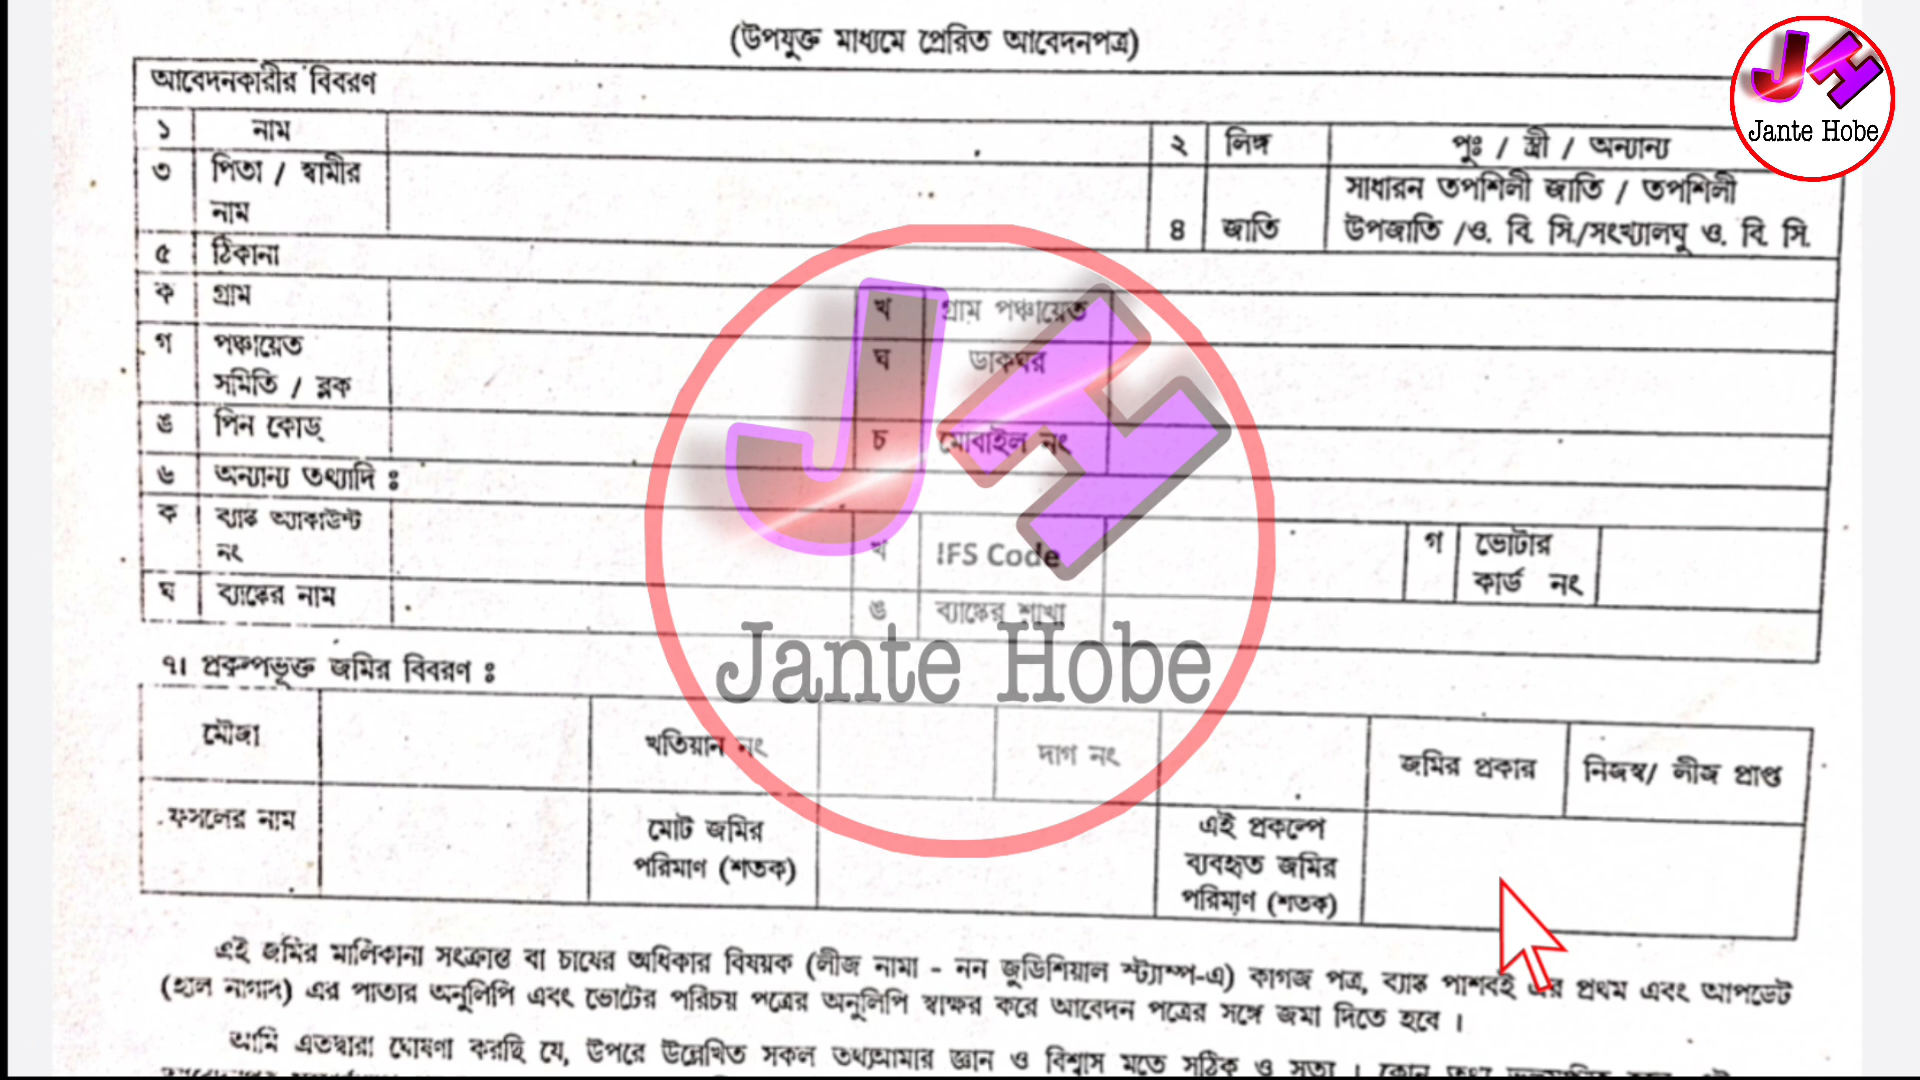 (উপযুক্ত মাধ্যমে প্রেরিত আবেদনপত্র)
আবেদনকারীর বিবরণ
১ নাম ২ লিঙ্গ পুঃ / স্ত্রী / অন্যান্য
৩ পিতা / স্বামীর নাম
৪ জাতি সাধারন তপশিলী জাতি / তপশিলী
উপজাতি /ও. বি. সি./সংখ্যালঘু ও. বি. সি.
৫ ঠিকানা
ক গ্রাম খ গ্রাম পঞ্চায়েত
গ পঞ্চায়েত ঘ ডাকঘর
সমিতি / ব্লক
ঙ পিন কোড্ চ মোবাইল নং
৬ অন্যান্য তথ্যাদি :
ক ব্যাঙ্ক অ্যাকাউন্ট নং
খ IFS Code গ ভোটার কার্ড নং
ঘ ব্যাঙ্কের নাম ঙ ব্যাঙ্কের শাখা
৭। প্রকল্পভূক্ত জমির বিবরণ :
মৌজা খতিয়ান নং দাগ নং জমির প্রকার নিজস্ব/ লীজ প্রাপ্ত
ফসলের নাম মোট জমির পরিমাণ (শতক) এই প্রকল্পে ব্যবহৃত জমির পরিমাণ (শতক)
এই জমির মালিকানা সংক্রান্ত বা চাষের অধিকার বিষয়ক (লীজ নামা - নন জুডিশিয়াল স্ট্যাম্প-এ) কাগজ পত্র, ব্যাঙ্ক পাশবই এর প্রথম এবং আপডেট
(হাল নাগাদ) এর পাতার অনুলিপি এবং ভোটের পরিচয় পত্রের অনুলিপি স্বাক্ষর করে আবেদন পত্রের সঙ্গে জমা দিতে হবে ।
আমি এতদ্বারা ঘোষণা করছি যে, উপরে উল্লেখিত সকল তথ্যআমার জ্ঞান ও বিশ্বাস মতে সঠিক ও সত্য ।
JH
Jante Hobe
JH
Jante Hobe